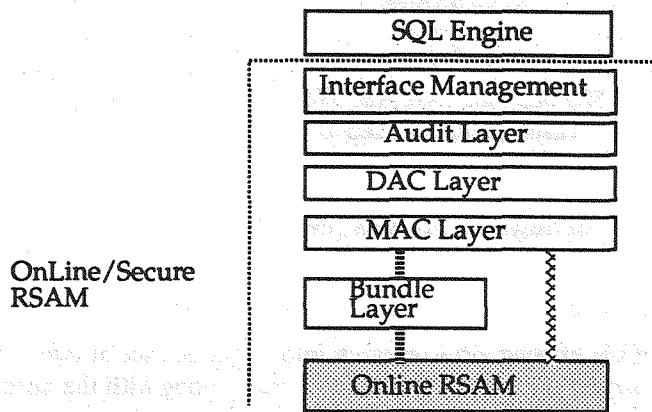 SQL Engine
Interface Management
Audit Layer
DAC Layer
MAC Layer
OnLine/Secure
RSAM
Bundle
Layer
Online RSAM